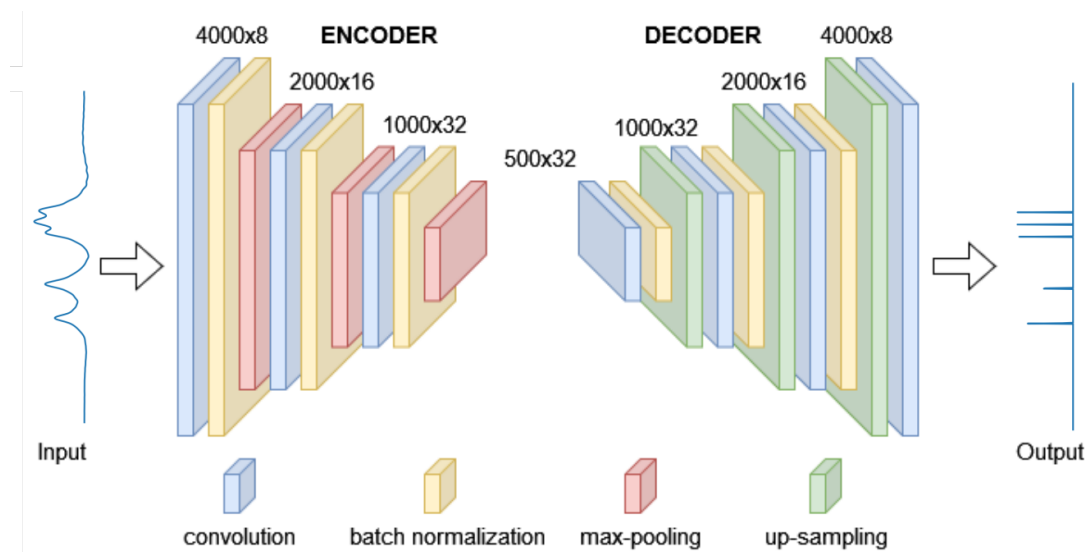 4000x8
ENCODER
DECODER
4000x8
2000x16
2000x16
1000x32
1000x32
500x32
Input
Output
convolution
batch normalization
max-pooling
up-sampling